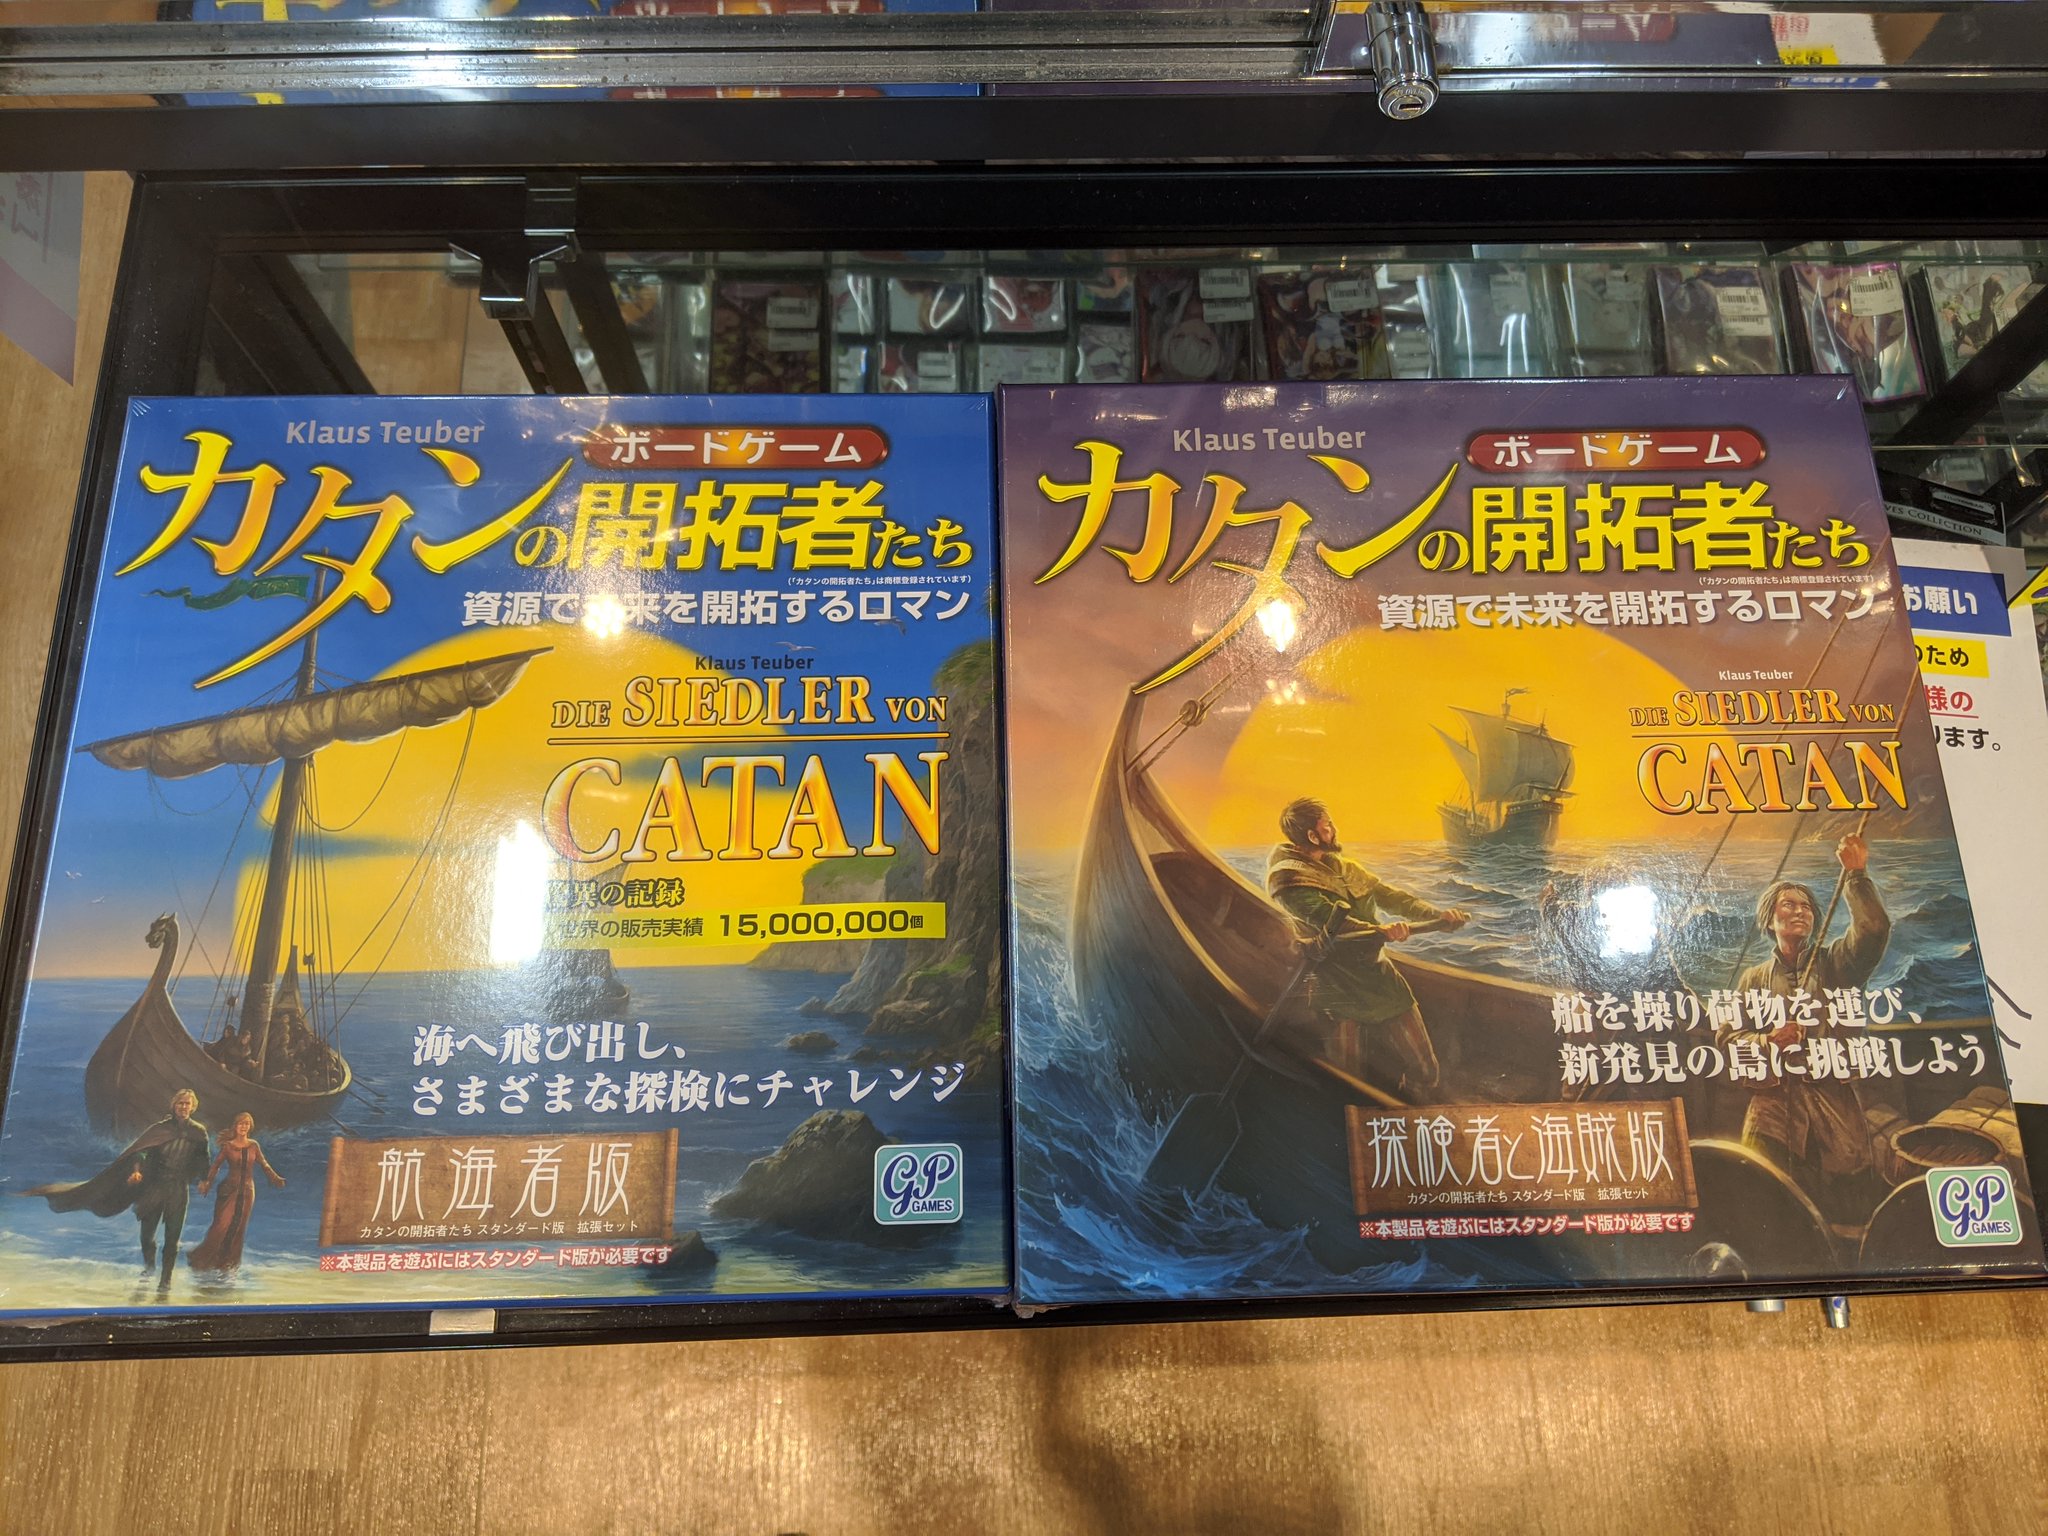 Klaus Teuber
ボードゲーム
カタンの開拓者たち
(「カタンの開拓者たち」は商標登録されています)
資源で未来を開拓するロマン
Klaus Teuber
DIE SIEDLER VON
CATAN
異の記録
世界の販売実績 15,000,000個
海へ飛び出し、
さまざまな探検にチャレンジ
航海者版
カタンの開拓者たち スタンダード版 拡張セット
※本製品を遊ぶにはスタンダード版が必要です
GP
GAMES
Klaus Teuber
ボードゲーム
カタンの開拓者たち
(「カタンの開拓者たち」は商標登録されています)
資源で未来を開拓するロマン
Klaus Teuber
DIE SIEDLER VON
CATAN
船を操り荷物を運び、
新発見の島に挑戦しよう
探検者と海賊版
カタンの開拓者たち スタンダード版 拡張セット
※本製品を遊ぶにはスタンダード版が必要です
GP
GAMES
COLLECTION
お願い
のため
様の
ります。